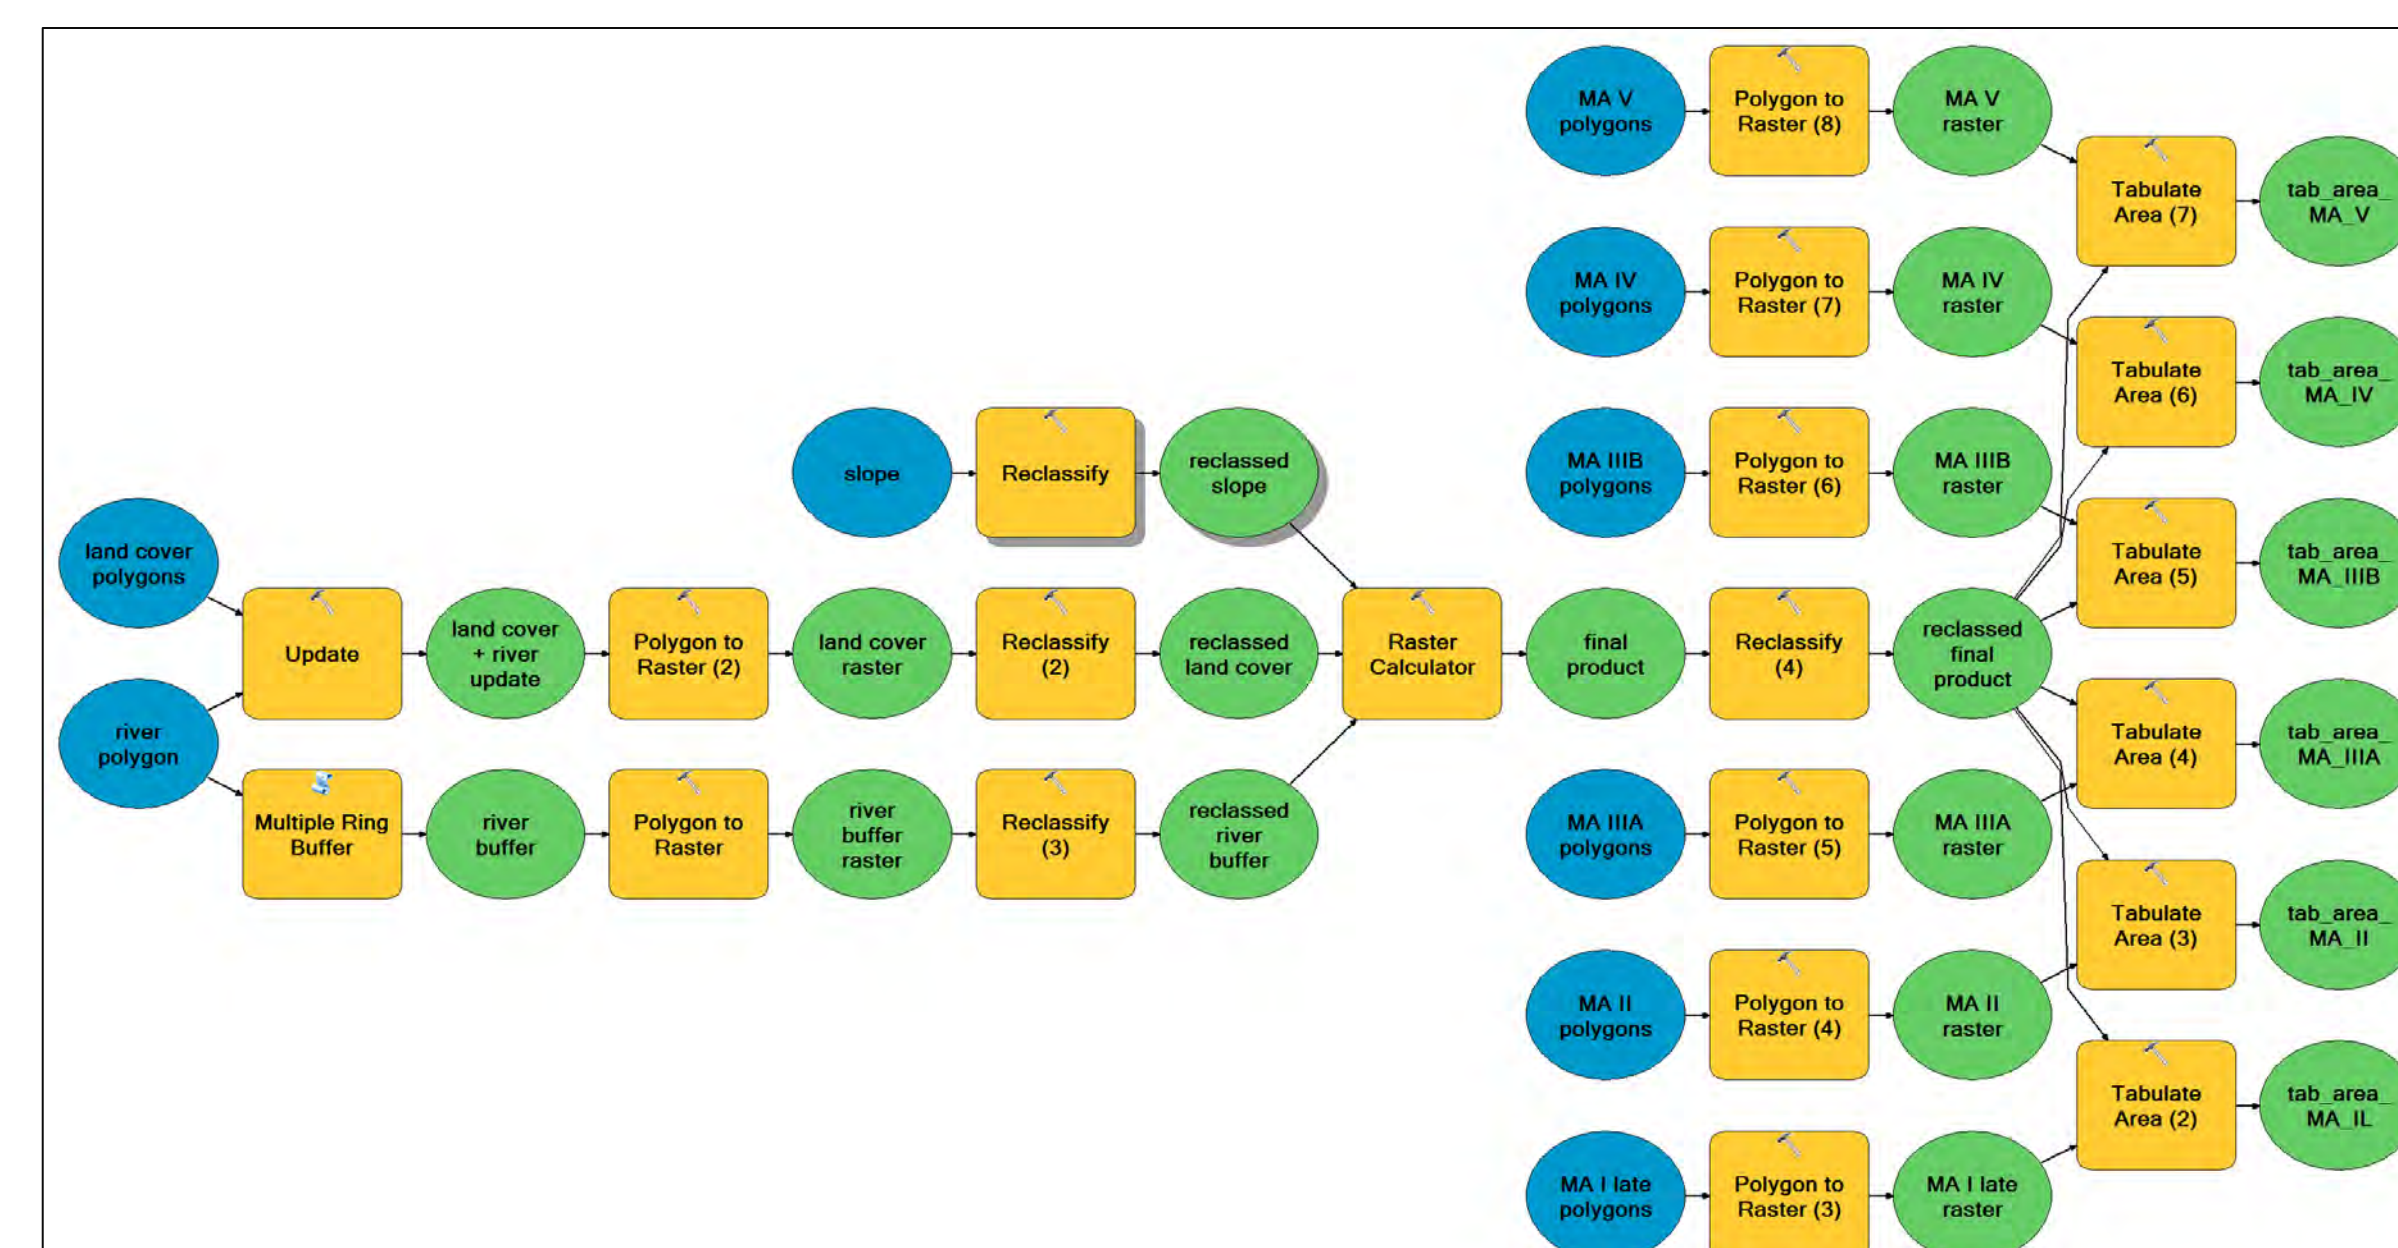 MA V
polygons
Polygon to
Raster (8)
MA V
raster
Tabulate
Area (7)
tab_area_
MA_V
MA IV
polygons
Polygon to
Raster (7)
MA IV
raster
Tabulate
Area (6)
tab_area_
MA_IV
slope
Reclassify
reclassed
slope
MA IIIB
polygons
Polygon to
Raster (6)
MA IIIB
raster
Tabulate
Area (5)
tab_area_
MA_IIIB
land cover
polygons
Update
land cover
+ river
update
Polygon to
Raster (2)
land cover
raster
Reclassify
(2)
reclassed
land cover
Raster
Calculator
final
product
Reclassify
(4)
reclassed
final
product
Tabulate
Area (4)
tab_area_
MA_IIIA
river
polygon
Multiple Ring
Buffer
river
buffer
Polygon to
Raster
river
buffer
raster
Reclassify
(3)
reclassed
river
buffer
MA IIIA
polygons
Polygon to
Raster (5)
MA IIIA
raster
Tabulate
Area (3)
tab_area_
MA_II
MA II
polygons
Polygon to
Raster (4)
MA II
raster
Tabulate
Area (2)
tab_area_
MA_IL
MA I late
polygons
Polygon to
Raster (3)
MA I late
raster